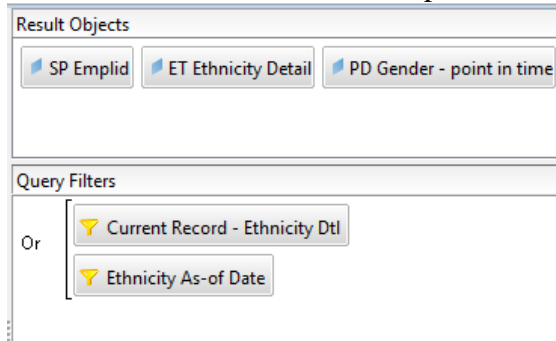 Result Objects
SP Emplid ET Ethnicity Detail PD Gender - point in time
Query Filters
Or
Current Record - Ethnicity Dtl
Ethnicity As-of Date